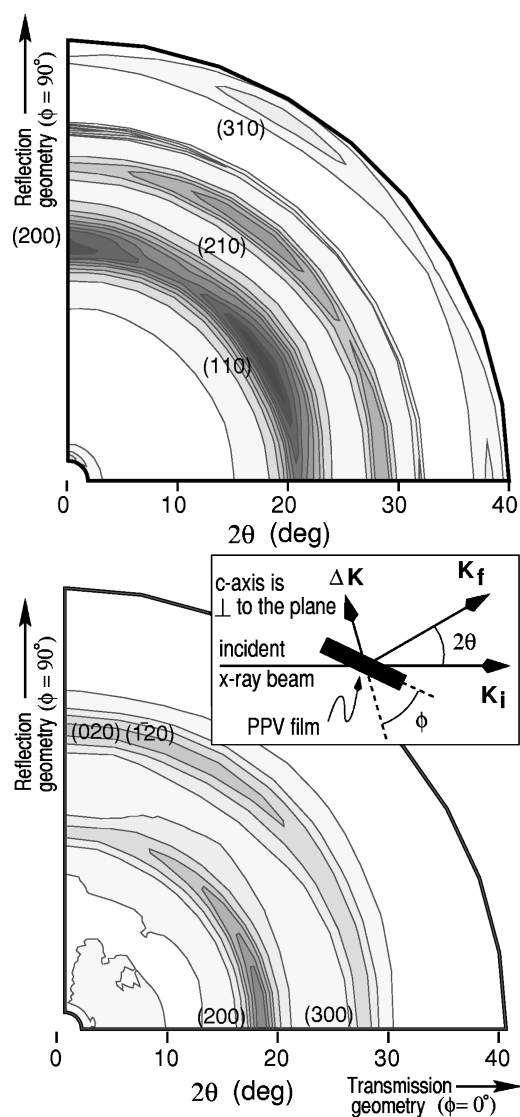 Reflection
geometry (ϕ = 90°)
(310)
(200)
(210)
(110)
0 10 20 30 40
2θ (deg)
c-axis is
⊥ to the plane
ΔK
Kf
incident
2θ
x-ray beam
Ki
PPV film
ϕ
Reflection
geometry (ϕ = 90°)
(020) (1̄20)
(200) (300)
0 10 20 30 40
2θ (deg)
Transmission
geometry (ϕ= 0°)